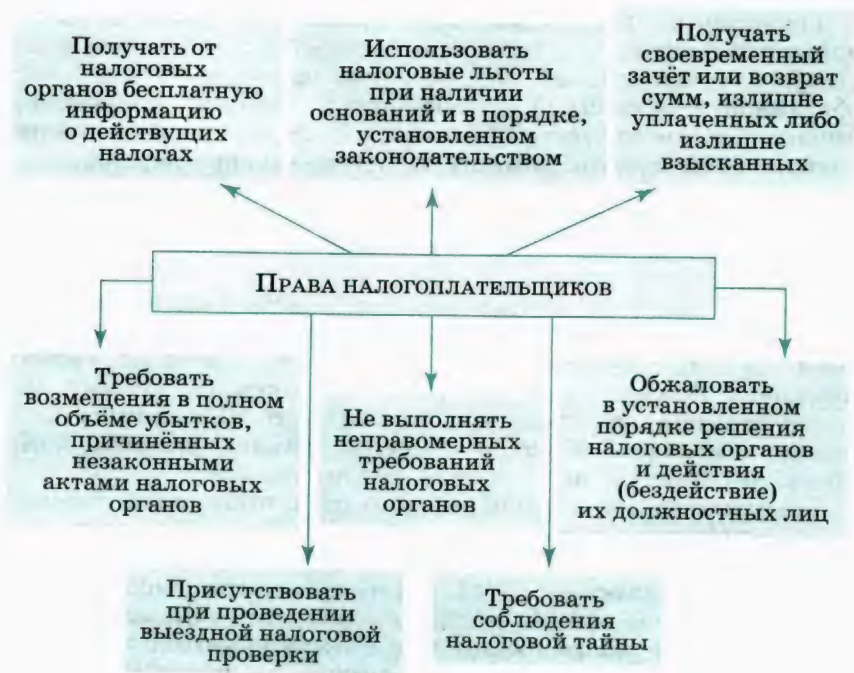 Получать от
налоговых
органов бесплатную
информацию
о действущих
налогах
Использовать
налоговые льготы
при наличии
оснований и в порядке,
установленном
законодательством
Получать
своевременный
зачёт или возврат
сумм, излишне
уплаченных либо
излишне
взысканных
Права налогоплательщиков
Требовать
возмещения в полном
объёме убытков,
причинённых
незаконными
актами налоговых
органов
Не выполнять
неправомерных
требований
налоговых
органов
Обжаловать
в установленном
порядке решения
налоговых органов
и действия
(бездействие)
их должностных лиц
Присутствовать
при проведении
выездной налоговой
проверки
Требовать
соблюдения
налоговой тайны